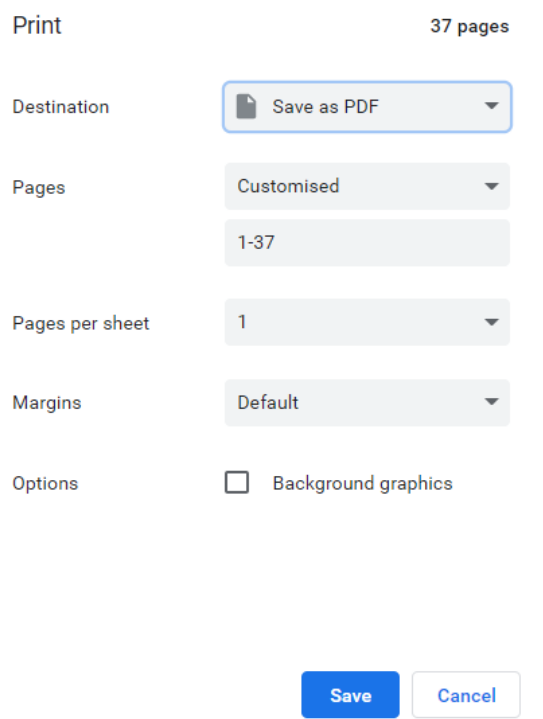 Print 37 pages
Destination Save as PDF
Pages Customised
1-37
Pages per sheet 1
Margins Default
Options Background graphics
Save Cancel